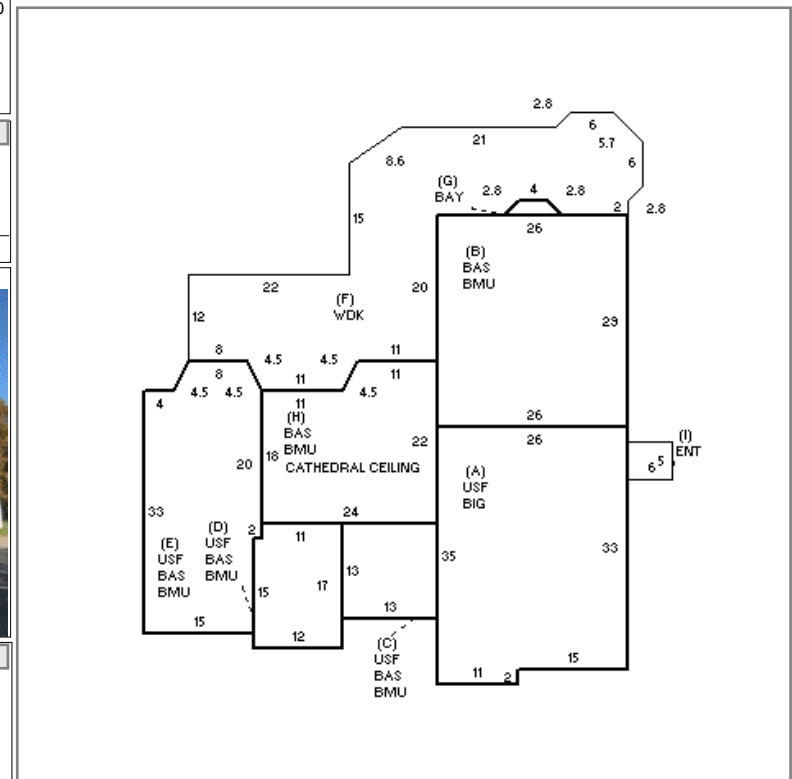 2.8
6
21
5.7
8.6
6
(G)
BAY
2.8
4
2.8
2
2.8
15
26
(B)
BAS
BMU
22
20
(F)
WDK
12
29
8
11
4.5
4.5
8
11
11
4.5
4.5
4.5
4
11
26
(H)
BAS
BMU
CATHEDRAL CEILING
22
26
(I)
ENT
18
20
(A)
USF
BIG
6
5
33
24
2
11
(D)
USF
BAS
BMU
(E)
USF
BAS
BMU
13
35
33
17
15
13
15
12
(C)
USF
BAS
BMU
15
11
2